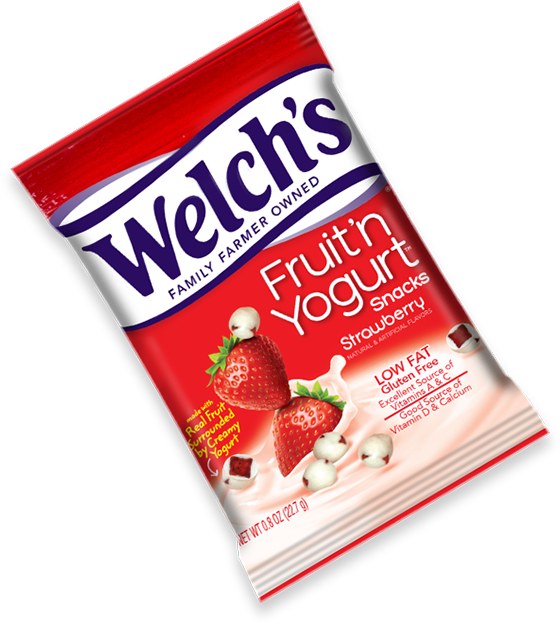 Welch's
FAMILY FARMER OWNED
Fruit'n
Yogurt™
Snacks
Strawberry
NATURAL & ARTIFICIAL FLAVORS
LOW FAT
Gluten Free
Excellent Source of
Vitamins A & C
Good Source of
Vitamin D & Calcium
made with
Real Fruit
Surrounded
by Creamy
Yogurt
NET WT 0.8 OZ (22.7 g)